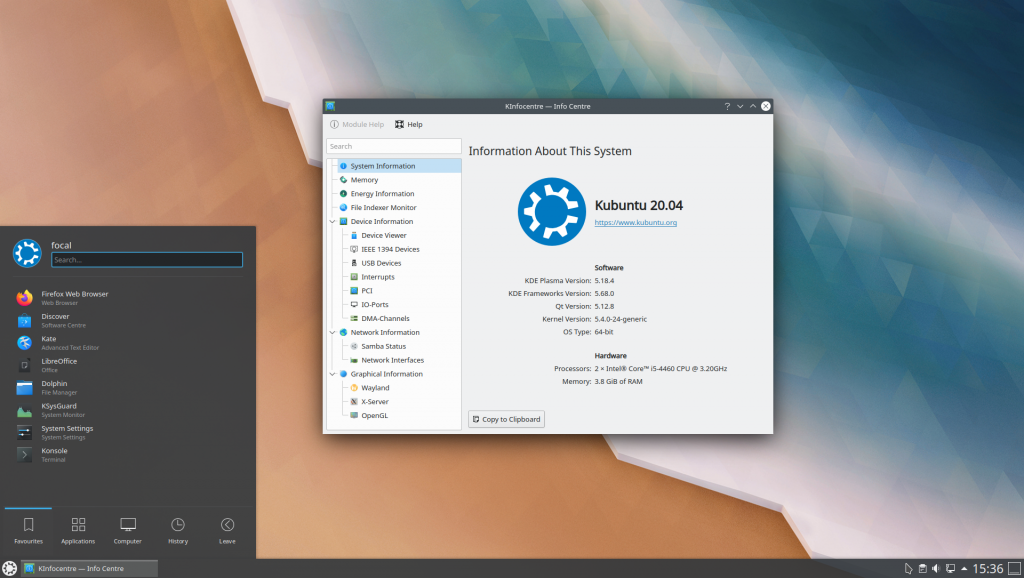 KInfocentre — Info Centre
Module Help
Help
Search
System Information
Memory
Energy Information
File Indexer Monitor
Device Information
Device Viewer
IEEE 1394 Devices
USB Devices
Interrupts
PCI
IO-Ports
DMA-Channels
Network Information
Samba Status
Network Interfaces
Graphical Information
Wayland
X-Server
OpenGL
Information About This System
Kubuntu 20.04
https://www.kubuntu.org
Software
KDE Plasma Version: 5.18.4
KDE Frameworks Version: 5.68.0
Qt Version: 5.12.8
Kernel Version: 5.4.0-24-generic
OS Type: 64-bit
Hardware
Processors: 2 × Intel® Core™ i5-4460 CPU @ 3.20GHz
Memory: 3.8 GiB of RAM
Copy to Clipboard
focal
Search...
Firefox Web Browser
Web Browser
Discover
Software Centre
Kate
Advanced Text Editor
LibreOffice
Office
Dolphin
File Manager
KSysGuard
System Monitor
System Settings
System Settings
Konsole
Terminal
Favourites
Applications
Computer
History
Leave
KInfocentre — Info Centre
15:36